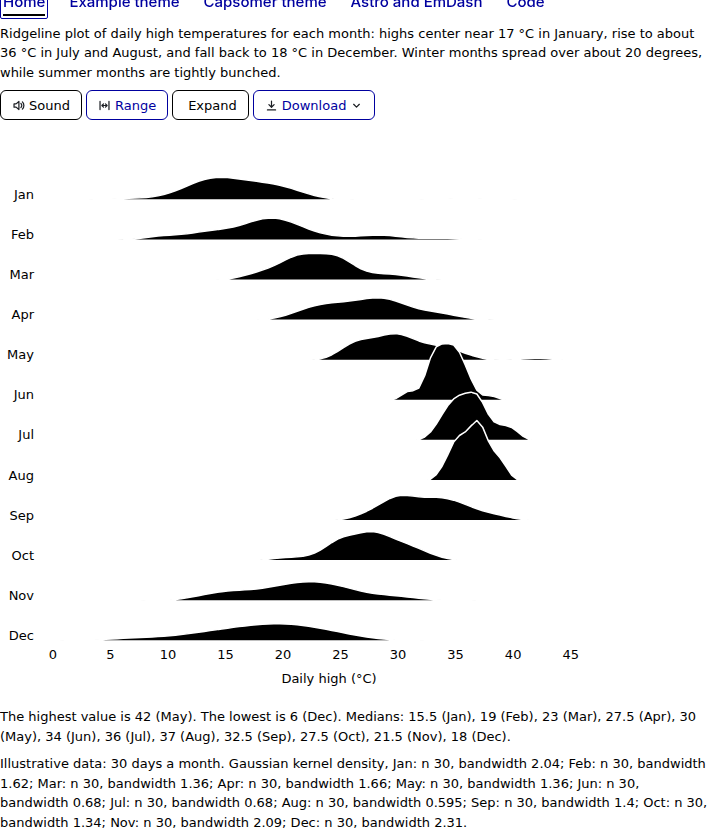 Home Example theme Capsomer theme Astro and EmDash Code
Ridgeline plot of daily high temperatures for each month: highs center near 17 °C in January, rise to about
36 °C in July and August, and fall back to 18 °C in December. Winter months spread over about 20 degrees,
while summer months are tightly bunched.
Sound Range Expand Download
Jan
Feb
Mar
Apr
May
Jun
Jul
Aug
Sep
Oct
Nov
Dec
0 5 10 15 20 25 30 35 40 45
Daily high (°C)
The highest value is 42 (May). The lowest is 6 (Dec). Medians: 15.5 (Jan), 19 (Feb), 23 (Mar), 27.5 (Apr), 30
(May), 34 (Jun), 36 (Jul), 37 (Aug), 32.5 (Sep), 27.5 (Oct), 21.5 (Nov), 18 (Dec).
Illustrative data: 30 days a month. Gaussian kernel density, Jan: n 30, bandwidth 2.04; Feb: n 30, bandwidth
1.62; Mar: n 30, bandwidth 1.36; Apr: n 30, bandwidth 1.66; May: n 30, bandwidth 1.36; Jun: n 30,
bandwidth 0.68; Jul: n 30, bandwidth 0.68; Aug: n 30, bandwidth 0.595; Sep: n 30, bandwidth 1.4; Oct: n 30,
bandwidth 1.34; Nov: n 30, bandwidth 2.09; Dec: n 30, bandwidth 2.31.